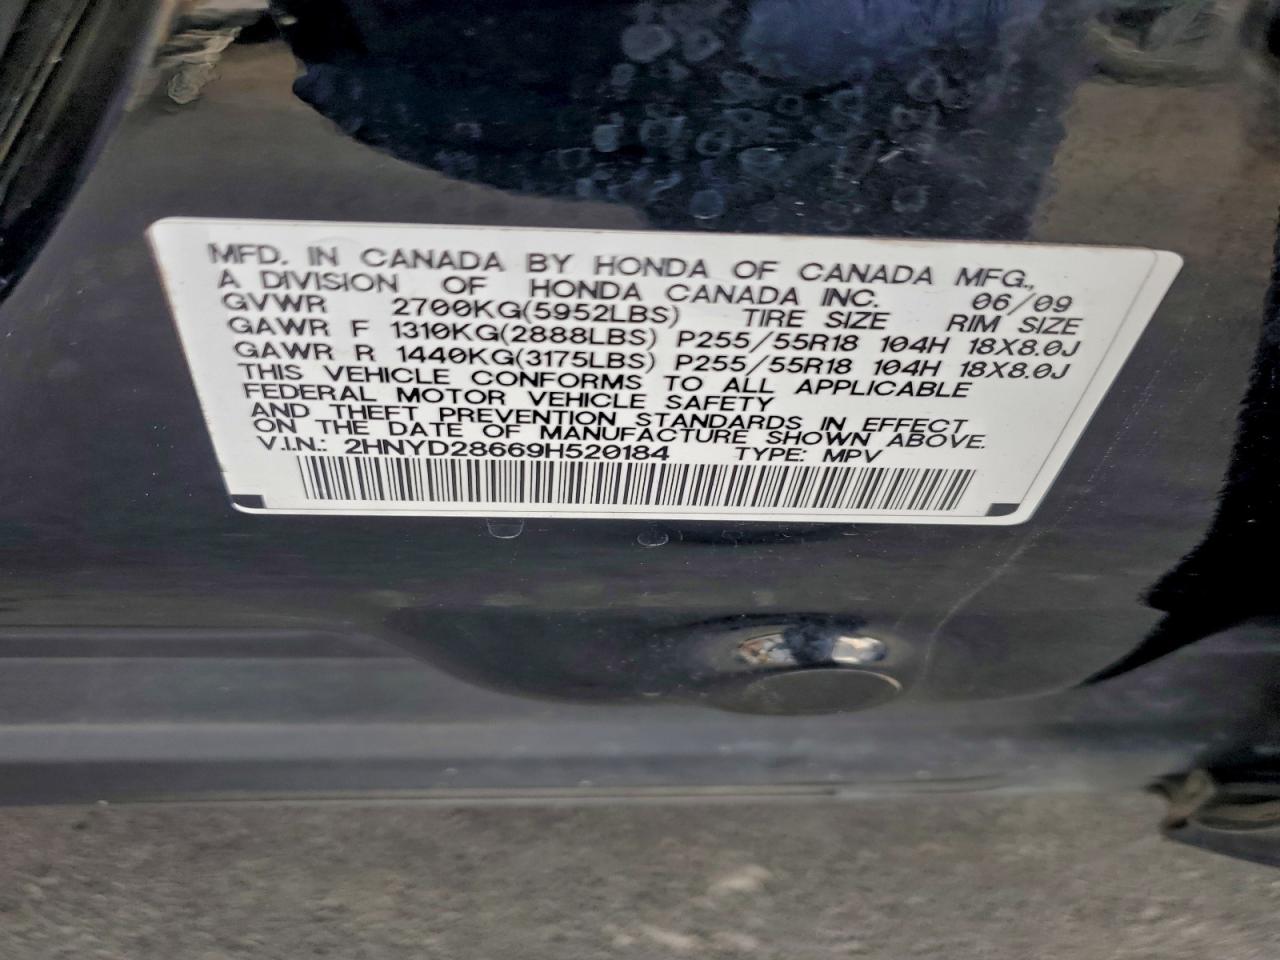 MFD. IN CANADA BY HONDA OF CANADA MFG.,
A DIVISION OF HONDA CANADA INC. 06/09
GVWR 2700KG(5952LBS) TIRE SIZE RIM SIZE
GAWR F 1310KG(2888LBS) P255/55R18 104H 18X8.0J
GAWR R 1440KG(3175LBS) P255/55R18 104H 18X8.0J
THIS VEHICLE CONFORMS TO ALL APPLICABLE
FEDERAL MOTOR VEHICLE SAFETY
AND THEFT PREVENTION STANDARDS IN EFFECT
ON THE DATE OF MANUFACTURE SHOWN ABOVE.
V.I.N.: 2HNYD28669H520184 TYPE: MPV